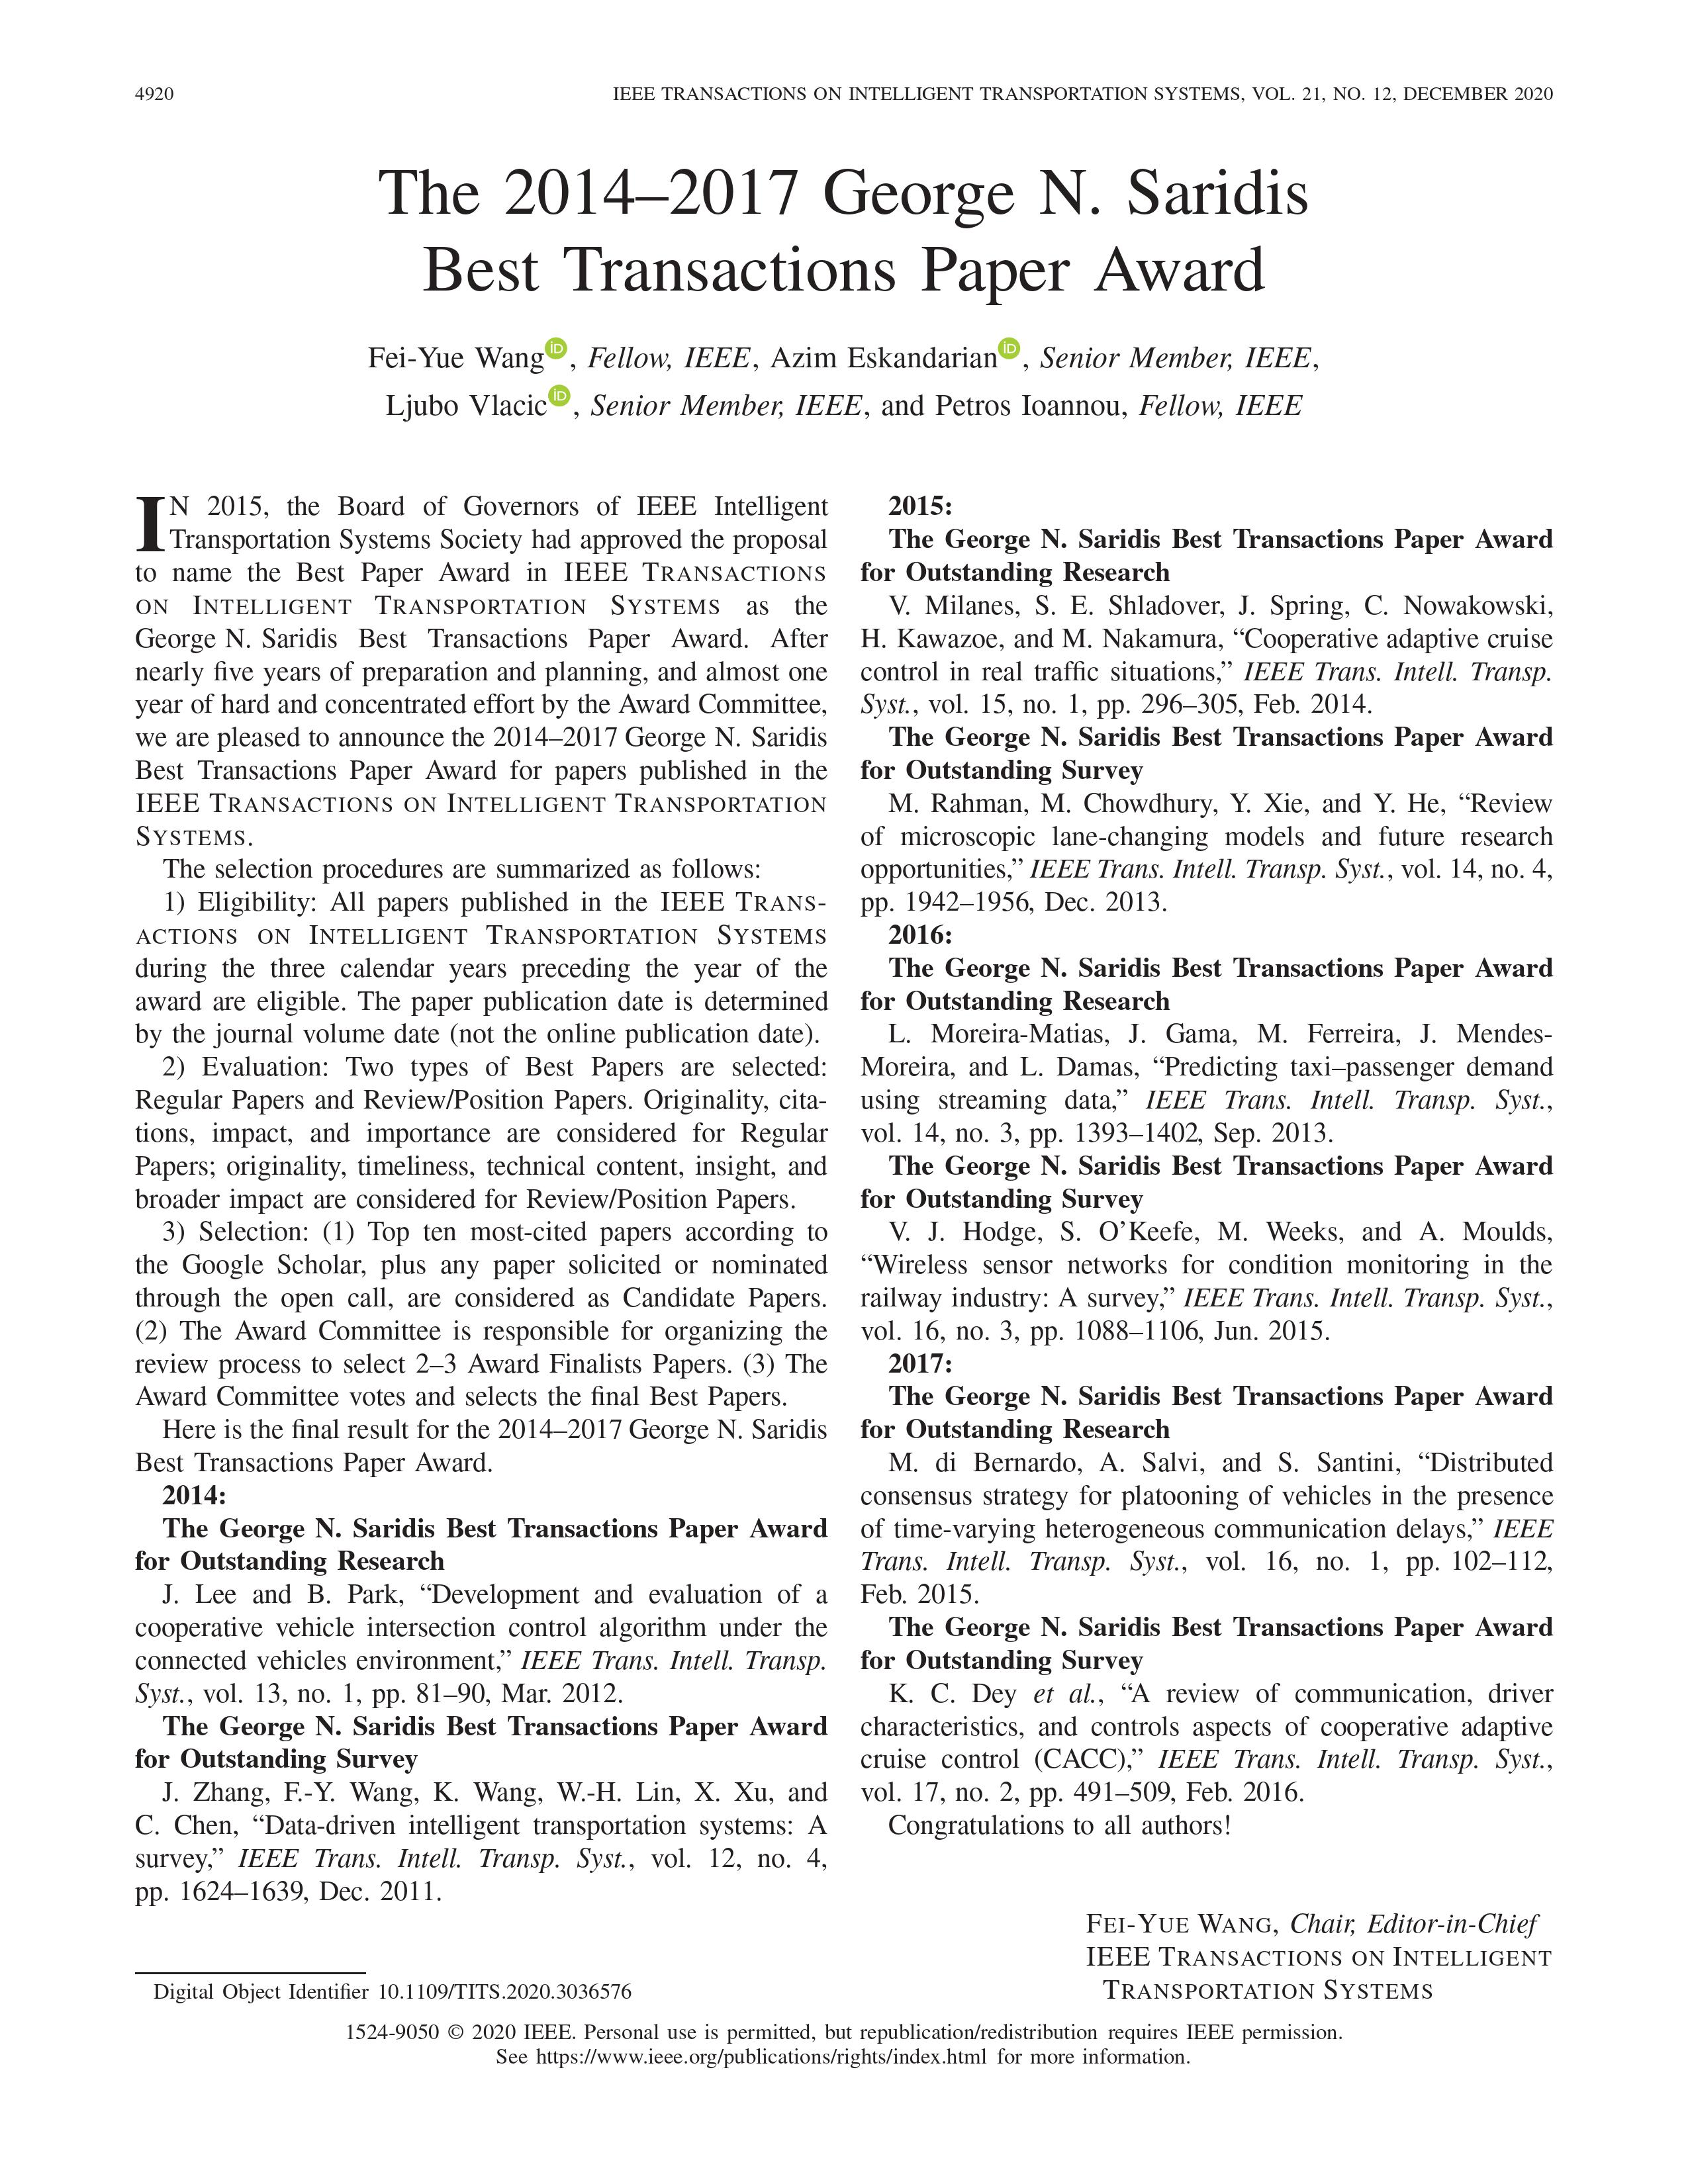 4920
IEEE TRANSACTIONS ON INTELLIGENT TRANSPORTATION SYSTEMS, VOL. 21, NO. 12, DECEMBER 2020
The 2014–2017 George N. Saridis
Best Transactions Paper Award
Fei-Yue Wang, Fellow, IEEE, Azim Eskandarian, Senior Member, IEEE,
Ljubo Vlacic, Senior Member, IEEE, and Petros Ioannou, Fellow, IEEE
IN 2015, the Board of Governors of IEEE Intelligent
Transportation Systems Society had approved the proposal
to name the Best Paper Award in IEEE TRANSACTIONS
ON INTELLIGENT TRANSPORTATION SYSTEMS as the
George N. Saridis Best Transactions Paper Award. After
nearly five years of preparation and planning, and almost one
year of hard and concentrated effort by the Award Committee,
we are pleased to announce the 2014–2017 George N. Saridis
Best Transactions Paper Award for papers published in the
IEEE TRANSACTIONS ON INTELLIGENT TRANSPORTATION
SYSTEMS.
The selection procedures are summarized as follows:
1) Eligibility: All papers published in the IEEE TRANS-
ACTIONS ON INTELLIGENT TRANSPORTATION SYSTEMS
during the three calendar years preceding the year of the
award are eligible. The paper publication date is determined
by the journal volume date (not the online publication date).
2) Evaluation: Two types of Best Papers are selected:
Regular Papers and Review/Position Papers. Originality, cita-
tions, impact, and importance are considered for Regular
Papers; originality, timeliness, technical content, insight, and
broader impact are considered for Review/Position Papers.
3) Selection: (1) Top ten most-cited papers according to
the Google Scholar, plus any paper solicited or nominated
through the open call, are considered as Candidate Papers.
(2) The Award Committee is responsible for organizing the
review process to select 2–3 Award Finalists Papers. (3) The
Award Committee votes and selects the final Best Papers.
Here is the final result for the 2014–2017 George N. Saridis
Best Transactions Paper Award.
2014:
The George N. Saridis Best Transactions Paper Award
for Outstanding Research
J. Lee and B. Park, “Development and evaluation of a
cooperative vehicle intersection control algorithm under the
connected vehicles environment,” IEEE Trans. Intell. Transp.
Syst., vol. 13, no. 1, pp. 81–90, Mar. 2012.
The George N. Saridis Best Transactions Paper Award
for Outstanding Survey
J. Zhang, F.-Y. Wang, K. Wang, W.-H. Lin, X. Xu, and
C. Chen, “Data-driven intelligent transportation systems: A
survey,” IEEE Trans. Intell. Transp. Syst., vol. 12, no. 4,
pp. 1624–1639, Dec. 2011.
Digital Object Identifier 10.1109/TITS.2020.3036576
2015:
The George N. Saridis Best Transactions Paper Award
for Outstanding Research
V. Milanes, S. E. Shladover, J. Spring, C. Nowakowski,
H. Kawazoe, and M. Nakamura, “Cooperative adaptive cruise
control in real traffic situations,” IEEE Trans. Intell. Transp.
Syst., vol. 15, no. 1, pp. 296–305, Feb. 2014.
The George N. Saridis Best Transactions Paper Award
for Outstanding Survey
M. Rahman, M. Chowdhury, Y. Xie, and Y. He, “Review
of microscopic lane-changing models and future research
opportunities,” IEEE Trans. Intell. Transp. Syst., vol. 14, no. 4,
pp. 1942–1956, Dec. 2013.
2016:
The George N. Saridis Best Transactions Paper Award
for Outstanding Research
L. Moreira-Matias, J. Gama, M. Ferreira, J. Mendes-
Moreira, and L. Damas, “Predicting taxi–passenger demand
using streaming data,” IEEE Trans. Intell. Transp. Syst.,
vol. 14, no. 3, pp. 1393–1402, Sep. 2013.
The George N. Saridis Best Transactions Paper Award
for Outstanding Survey
V. J. Hodge, S. O’Keefe, M. Weeks, and A. Moulds,
“Wireless sensor networks for condition monitoring in the
railway industry: A survey,” IEEE Trans. Intell. Transp. Syst.,
vol. 16, no. 3, pp. 1088–1106, Jun. 2015.
2017:
The George N. Saridis Best Transactions Paper Award
for Outstanding Research
M. di Bernardo, A. Salvi, and S. Santini, “Distributed
consensus strategy for platooning of vehicles in the presence
of time-varying heterogeneous communication delays,” IEEE
Trans. Intell. Transp. Syst., vol. 16, no. 1, pp. 102–112,
Feb. 2015.
The George N. Saridis Best Transactions Paper Award
for Outstanding Survey
K. C. Dey et al., “A review of communication, driver
characteristics, and controls aspects of cooperative adaptive
cruise control (CACC),” IEEE Trans. Intell. Transp. Syst.,
vol. 17, no. 2, pp. 491–509, Feb. 2016.
Congratulations to all authors!
FEI-YUE WANG, Chair, Editor-in-Chief
IEEE TRANSACTIONS ON INTELLIGENT
TRANSPORTATION SYSTEMS
1524-9050 © 2020 IEEE. Personal use is permitted, but republication/redistribution requires IEEE permission.
See https://www.ieee.org/publications/rights/index.html for more information.